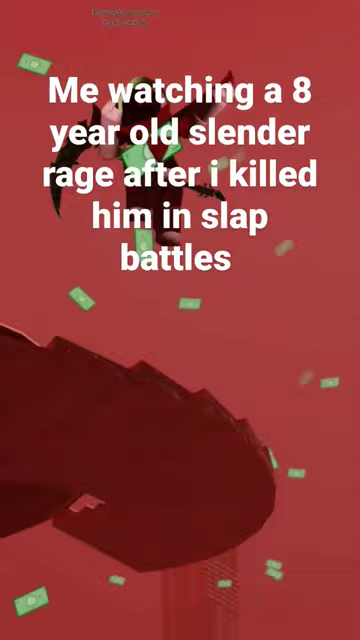 Me watching a 8
year old slender
rage after i killed
him in slap
battles